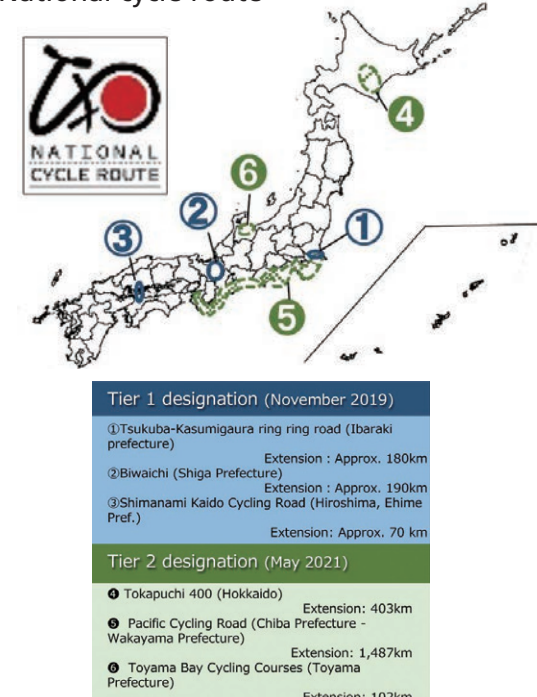 National cycle route
NATIONAL
CYCLE ROUTE
④
⑥
②
①
③
⑤
Tier 1 designation (November 2019)
①Tsukuba-Kasumigaura ring ring road (Ibaraki
prefecture)
Extension : Approx. 180km
②Biwaichi (Shiga Prefecture)
Extension : Approx. 190km
③Shimanami Kaido Cycling Road (Hiroshima, Ehime
Pref.)
Extension: Approx. 70 km
Tier 2 designation (May 2021)
❹ Tokapuchi 400 (Hokkaido)
Extension: 403km
❺ Pacific Cycling Road (Chiba Prefecture -
Wakayama Prefecture)
Extension: 1,487km
❻ Toyama Bay Cycling Courses (Toyama
Prefecture)
Extension: 102km